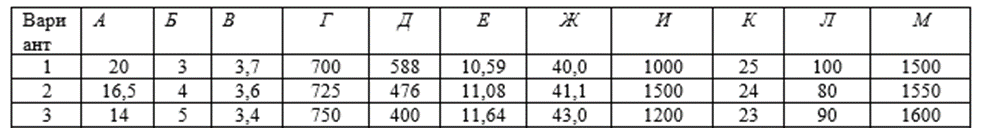 Вари
ант А Б В Г Д Е Ж И К Л М
1 20 3 3,7 700 588 10,59 40,0 1000 25 100 1500
2 16,5 4 3,6 725 476 11,08 41,1 1500 24 80 1550
3 14 5 3,4 750 400 11,64 43,0 1200 23 90 1600